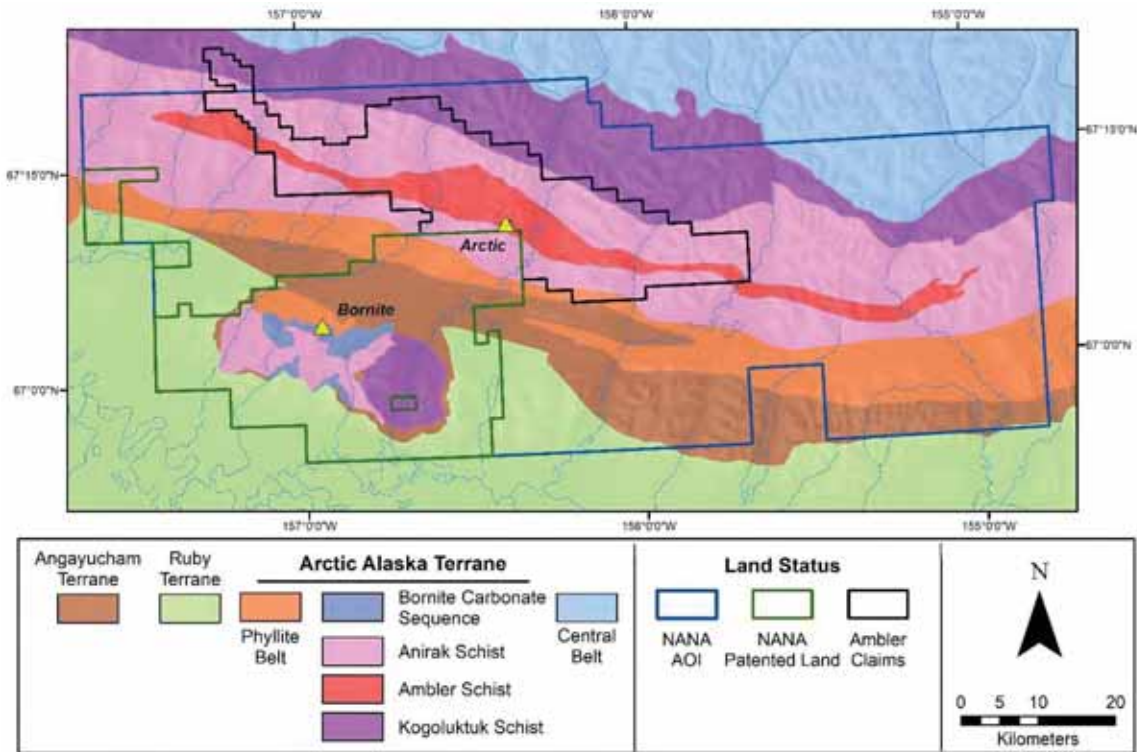 157°0'0"W
156°0'0"W
155°0'0"W
67°15'0"N
67°15'0"N
Arctic
Bornite
67°0'0"N
67°0'0"N
157°0'0"W
156°0'0"W
155°0'0"W
Angayucham
Terrane
Ruby
Terrane
Arctic Alaska Terrane
Phyllite
Belt
Bornite Carbonate
Sequence
Anirak Schist
Ambler Schist
Kogoluktuk Schist
Central
Belt
Land Status
NANA
AOI
NANA
Patented Land
Ambler
Claims
N
0 5 10 20
Kilometers